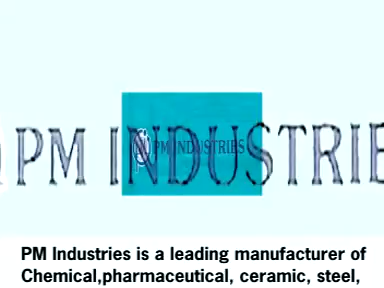 PM INDUSTRIE
PM INDUSTRIES
PM Industries is a leading manufacturer of
Chemical,pharmaceutical, ceramic, steel,